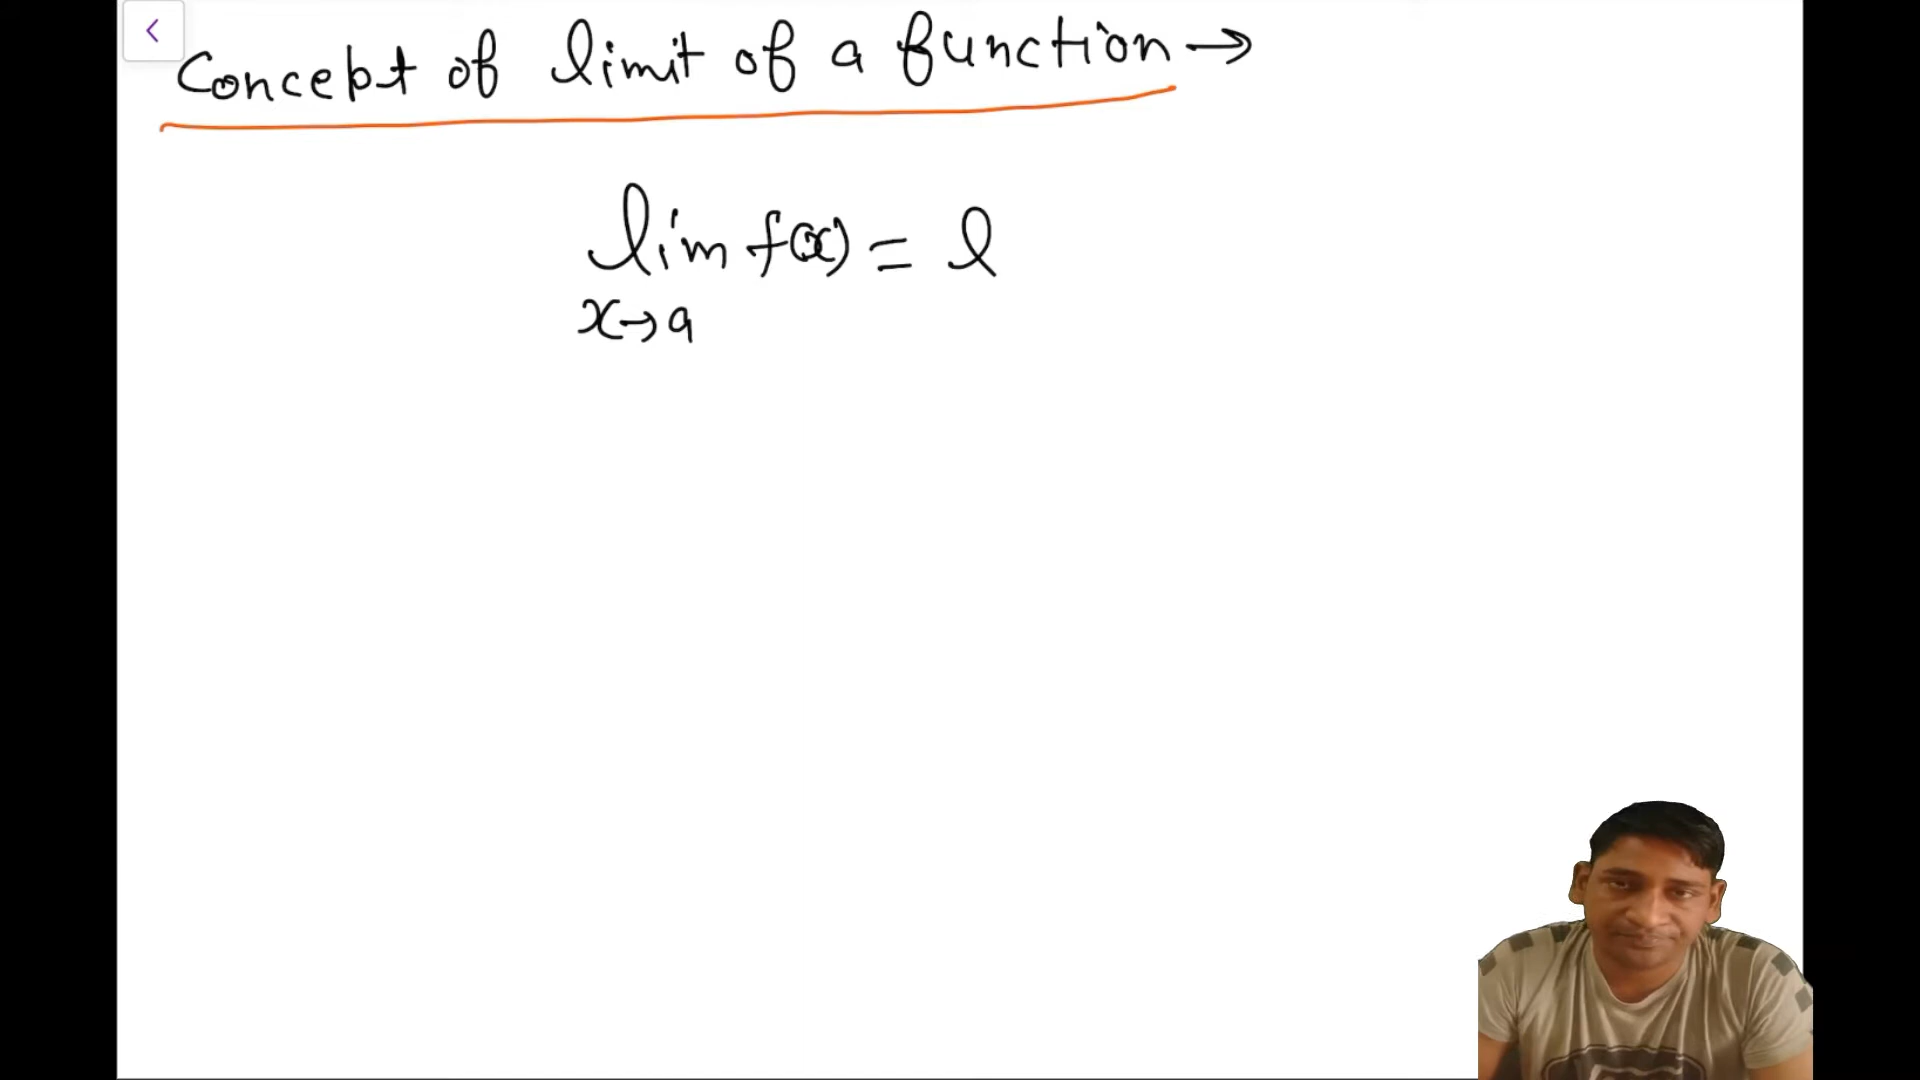 Concept of limit of a function →
lim f(x) = l
x→a